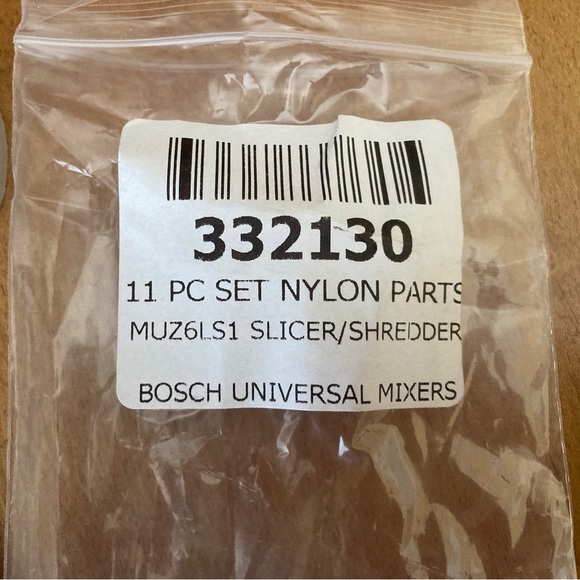 332130
11 PC SET NYLON PARTS
MUZ6LS1 SLICER/SHREDDER
BOSCH UNIVERSAL MIXERS